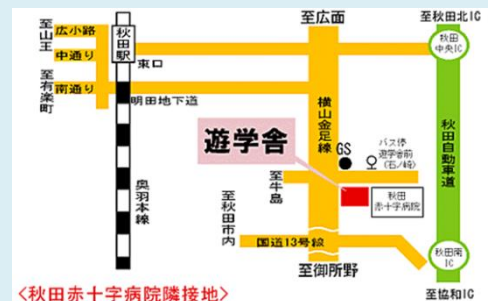 至広面
至秋田北IC
至山王
広小路
中通り
至有楽町
南通り
秋田駅
東口
明田地下道
秋田中央IC
横山金足線
遊学舎
GS
バス停
遊学舎前
(石ノ崎)
秋田自動車道
至牛島
秋田
赤十字病院
奥羽本線
至秋田市内
国道13号線
秋田南IC
至御所野
至協和IC
<秋田赤十字病院隣接地>